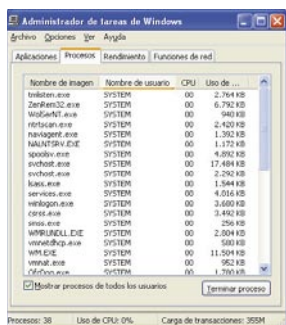 Administrador de tareas de Windows
Archivo Opciones Ver Ayuda
Aplicaciones Procesos Rendimiento Funciones de red
Nombre de imagen Nombre de usuario CPU Uso de ...
tmlisten.exe SYSTEM 00 2.764 KB
ZenRem32.exe SYSTEM 00 6.792 KB
WolSerNT.exe SYSTEM 00 940 KB
ntrtscan.exe SYSTEM 00 2.420 KB
naviagent.exe SYSTEM 00 1.392 KB
NALNTSRV.EXE SYSTEM 00 1.172 KB
spoolsv.exe SYSTEM 00 4.892 KB
svchost.exe SYSTEM 00 17.484 KB
svchost.exe SYSTEM 00 2.292 KB
lsass.exe SYSTEM 00 1.544 KB
services.exe SYSTEM 00 4.016 KB
winlogon.exe SYSTEM 00 3.680 KB
csrss.exe SYSTEM 00 3.492 KB
smss.exe SYSTEM 00 256 KB
WMRUNDLL.EXE SYSTEM 00 2.804 KB
vmnetdhcp.exe SYSTEM 00 580 KB
WM.EXE SYSTEM 00 11.504 KB
vmnat.exe SYSTEM 00 952 KB
SYSTEM 00 1.780 KB
Mostrar procesos de todos los usuarios
Terminar proceso
Procesos: 38 Uso de CPU: 0% Carga de transacciones: 355M